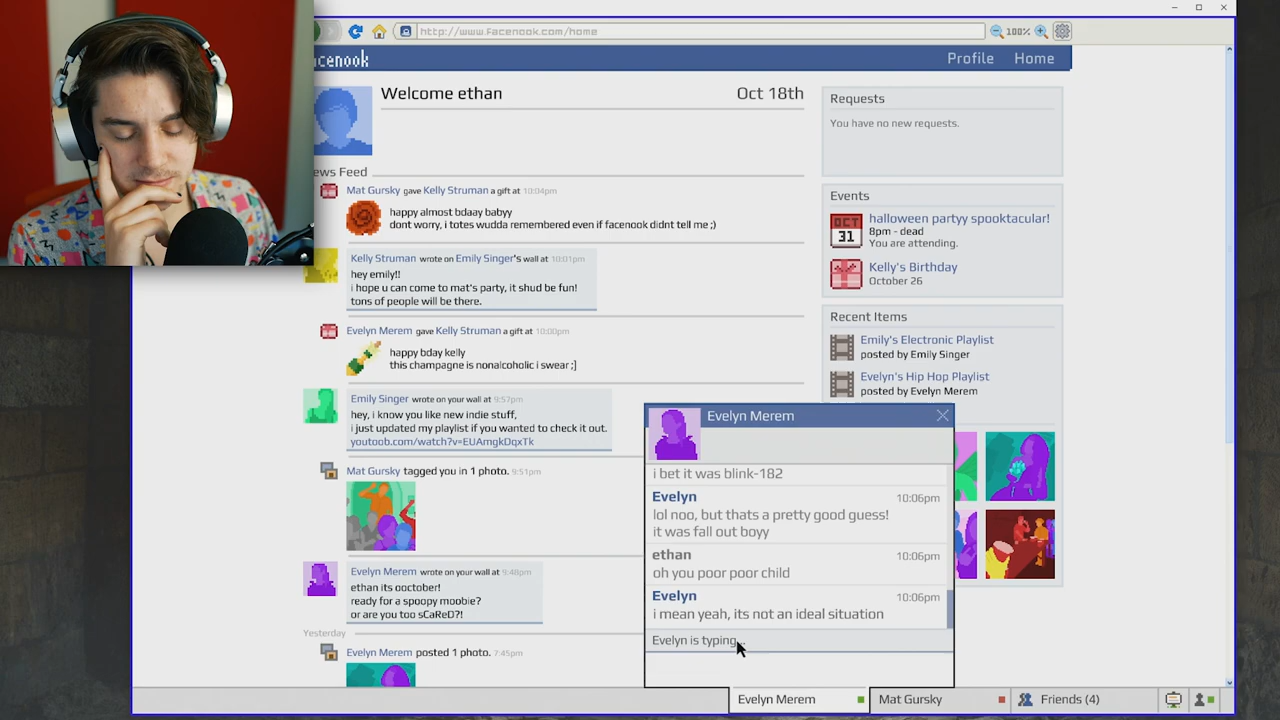 http://www.Facenook.com/home
100%
cenook
Profile
Home
Welcome ethan
Oct 18th
ews Feed
Mat Gursky gave Kelly Struman a gift at 10:04pm
happy almost bdaay babyy
dont worry, i totes wudda remembered even if facenook didnt tell me ;)
Kelly Struman wrote on Emily Singer's wall at 10:01pm
hey emily!!
i hope u can come to mat's party, it shud be fun!
tons of people will be there.
Evelyn Merem gave Kelly Struman a gift at 10:00pm
happy bday kelly
this champagne is nonalcoholic i swear ;]
Emily Singer wrote on your wall at 9:57pm
hey, i know you like new indie stuff,
i just updated my playlist if you wanted to check it out.
youtoob.com/watch?v=EUAmgkDqxTk
Mat Gursky tagged you in 1 photo. 9:51pm
Evelyn Merem wrote on your wall at 9:48pm
ethan its ooctober!
ready for a spoopy moobie?
or are you too sCaReD?!
Yesterday
Evelyn Merem posted 1 photo. 7:45pm
Requests
You have no new requests.
Events
OCT
31
halloween partyy spooktacular!
8pm - dead
You are attending.
Kelly's Birthday
October 26
Recent Items
Emily's Electronic Playlist
posted by Emily Singer
Evelyn's Hip Hop Playlist
posted by Evelyn Merem
Evelyn Merem
i bet it was blink-182
Evelyn 10:06pm
lol noo, but thats a pretty good guess!
it was fall out boyy
ethan 10:06pm
oh you poor poor child
Evelyn 10:06pm
i mean yeah, its not an ideal situation
Evelyn is typing...
Evelyn Merem
Mat Gursky
Friends (4)